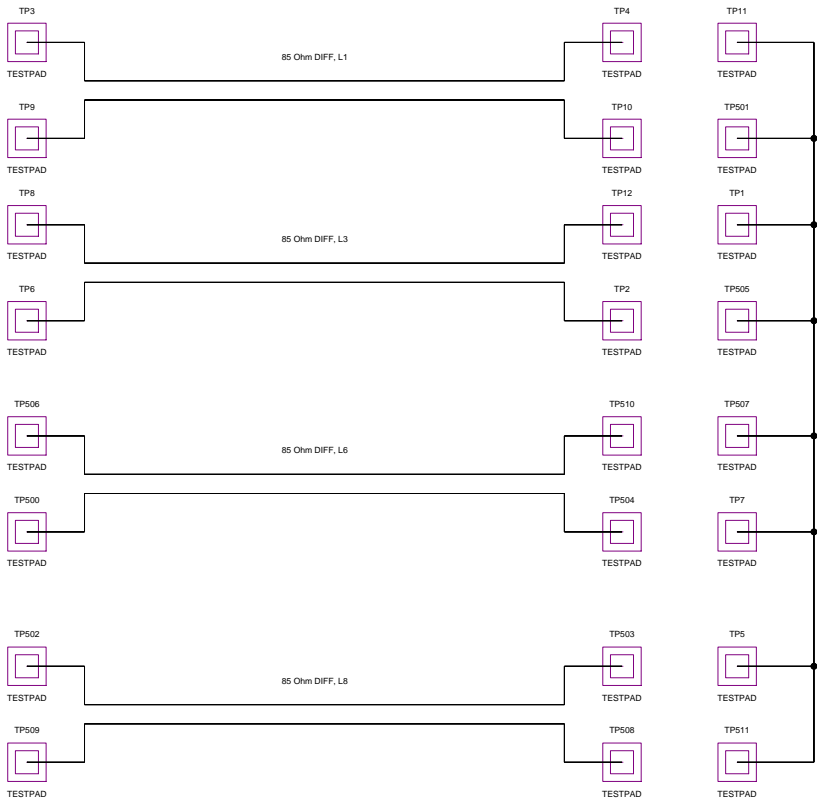 TP3 TP4 TP11
85 Ohm DIFF, L1
TESTPAD TESTPAD TESTPAD
TP9 TP10 TP501
TESTPAD TESTPAD TESTPAD
TP8 TP12 TP1
85 Ohm DIFF, L3
TESTPAD TESTPAD TESTPAD
TP6 TP2 TP505
TESTPAD TESTPAD TESTPAD
TP506 TP510 TP507
85 Ohm DIFF, L6
TESTPAD TESTPAD TESTPAD
TP500 TP504 TP7
TESTPAD TESTPAD TESTPAD
TP502 TP503 TP5
85 Ohm DIFF, L8
TESTPAD TESTPAD TESTPAD
TP509 TP508 TP511
TESTPAD TESTPAD TESTPAD